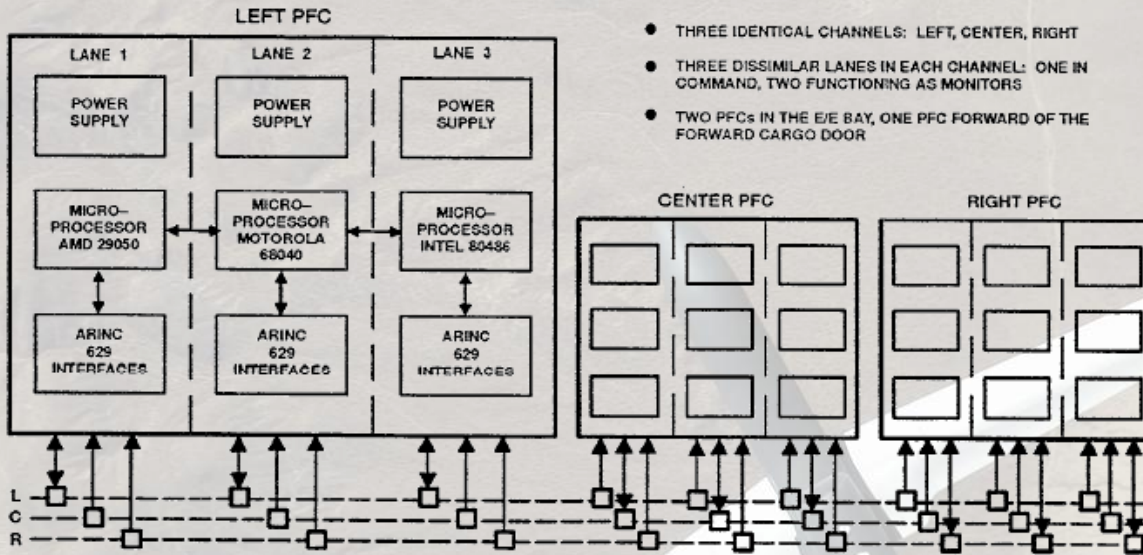 LEFT PFC
LANE 1
LANE 2
LANE 3
POWER
SUPPLY
POWER
SUPPLY
POWER
SUPPLY
MICRO–
PROCESSOR
AMD 29050
MICRO–
PROCESSOR
MOTOROLA
68040
MICRO–
PROCESSOR
INTEL 80486
ARINC
629
INTERFACES
ARINC
629
INTERFACES
ARINC
629
INTERFACES
● THREE IDENTICAL CHANNELS: LEFT, CENTER, RIGHT
● THREE DISSIMILAR LANES IN EACH CHANNEL: ONE IN
COMMAND, TWO FUNCTIONING AS MONITORS
● TWO PFCs IN THE E/E BAY, ONE PFC FORWARD OF THE
FORWARD CARGO DOOR
CENTER PFC
RIGHT PFC
L
C
R